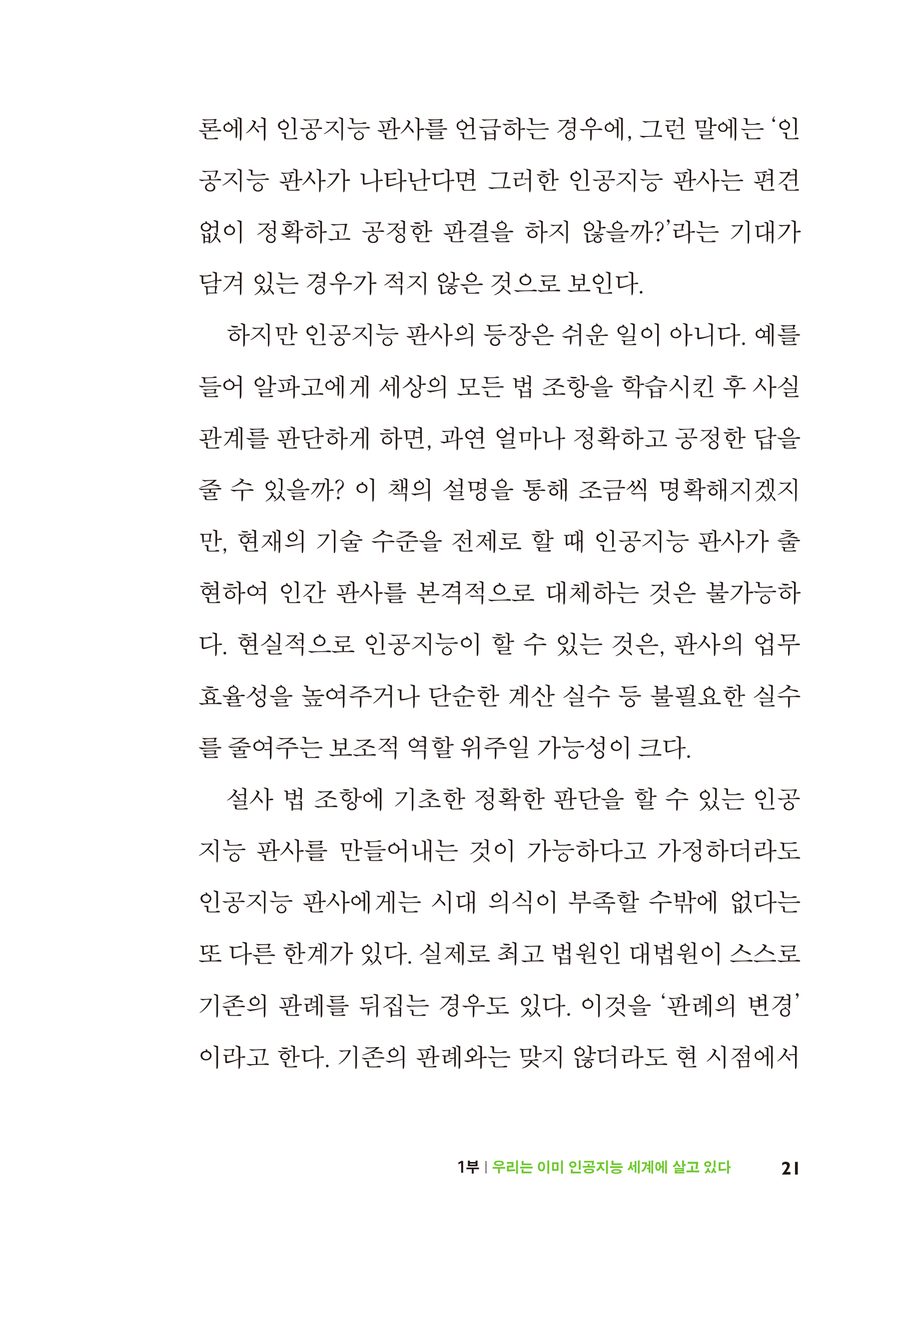 론에서 인공지능 판사를 언급하는 경우에, 그런 말에는 ‘인
공지능 판사가 나타난다면 그러한 인공지능 판사는 편견
없이 정확하고 공정한 판결을 하지 않을까?’라는 기대가
담겨 있는 경우가 적지 않은 것으로 보인다.
하지만 인공지능 판사의 등장은 쉬운 일이 아니다. 예를
들어 알파고에게 세상의 모든 법 조항을 학습시킨 후 사실
관계를 판단하게 하면, 과연 얼마나 정확하고 공정한 답을
줄 수 있을까? 이 책의 설명을 통해 조금씩 명확해지겠지
만, 현재의 기술 수준을 전제로 할 때 인공지능 판사가 출
현하여 인간 판사를 본격적으로 대체하는 것은 불가능하
다. 현실적으로 인공지능이 할 수 있는 것은, 판사의 업무
효율성을 높여주거나 단순한 계산 실수 등 불필요한 실수
를 줄여주는 보조적 역할 위주일 가능성이 크다.
설사 법 조항에 기초한 정확한 판단을 할 수 있는 인공
지능 판사를 만들어내는 것이 가능하다고 가정하더라도
인공지능 판사에게는 시대 의식이 부족할 수밖에 없다는
또 다른 한계가 있다. 실제로 최고 법원인 대법원이 스스로
기존의 판례를 뒤집는 경우도 있다. 이것을 ‘판례의 변경’
이라고 한다. 기존의 판례와는 맞지 않더라도 현 시점에서
1부 | 우리는 이미 인공지능 세계에 살고 있다 21